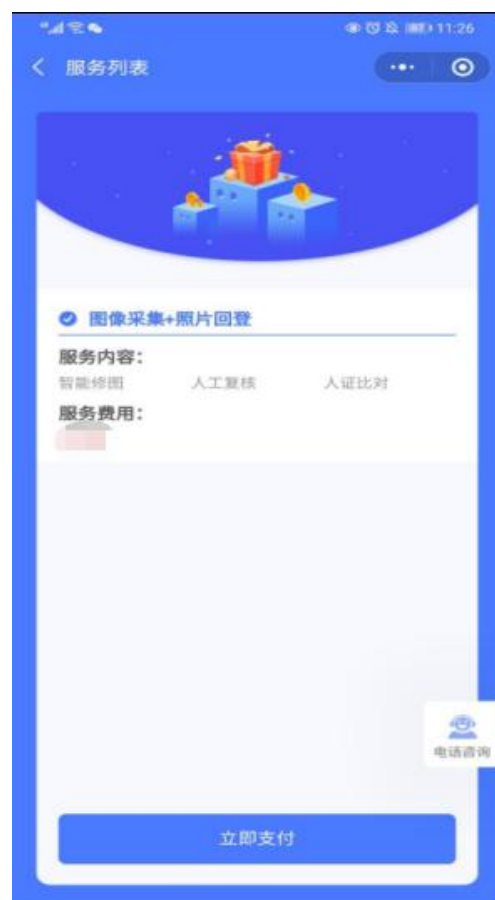 11:26
服务列表
图像采集+照片回登
服务内容：
智能修图 人工复核 人证比对
服务费用：
电话咨询
立即支付